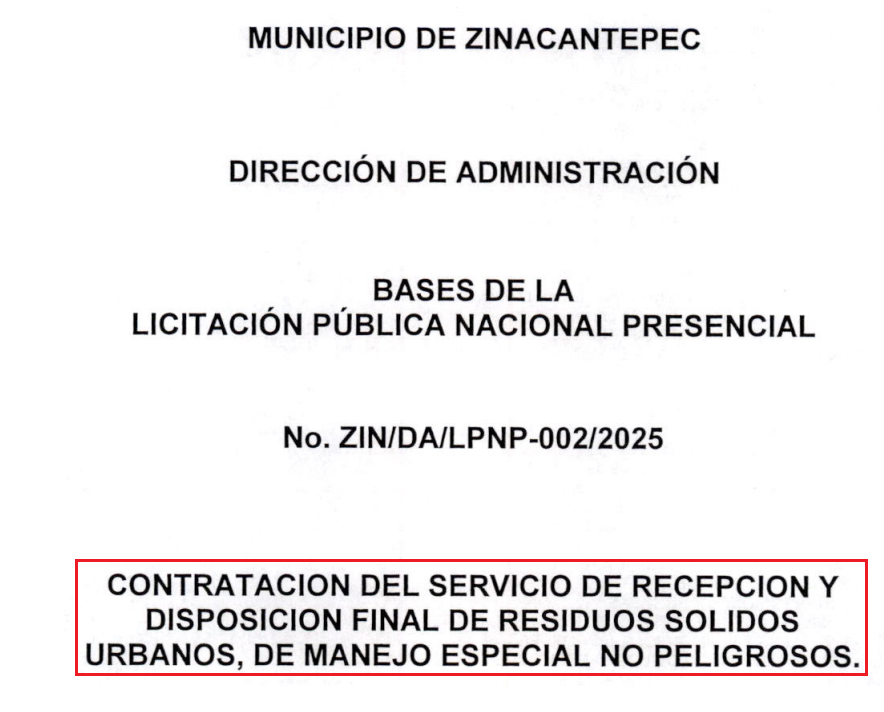 MUNICIPIO DE ZINACANTEPEC
DIRECCIÓN DE ADMINISTRACIÓN
BASES DE LA
LICITACIÓN PÚBLICA NACIONAL PRESENCIAL
No. ZIN/DA/LPNP-002/2025
CONTRATACION DEL SERVICIO DE RECEPCION Y
DISPOSICION FINAL DE RESIDUOS SOLIDOS
URBANOS, DE MANEJO ESPECIAL NO PELIGROSOS.